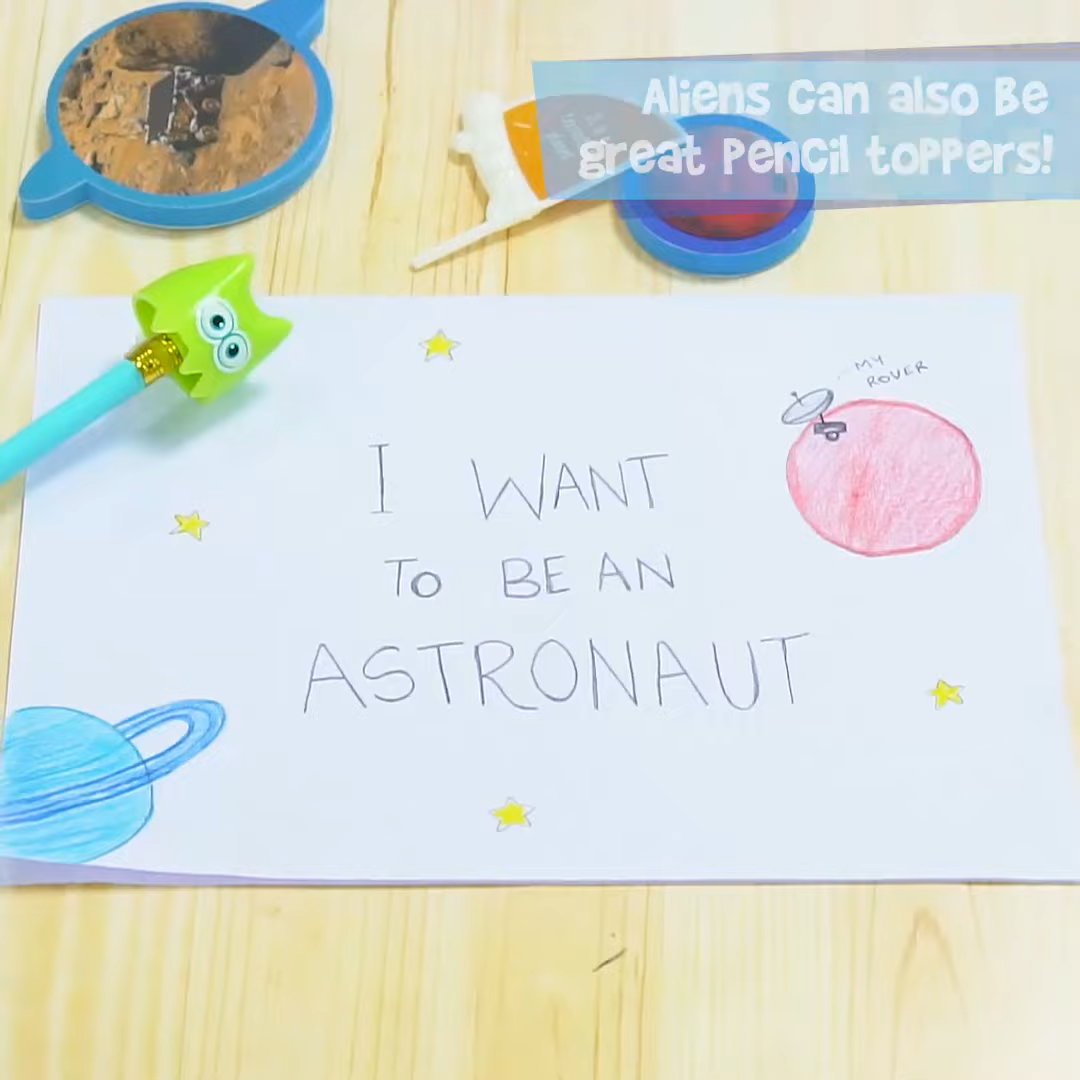 Aliens can also Be
great Pencil toPPers!
MY
ROVER
I WANT
TO BE AN
ASTRONAUT